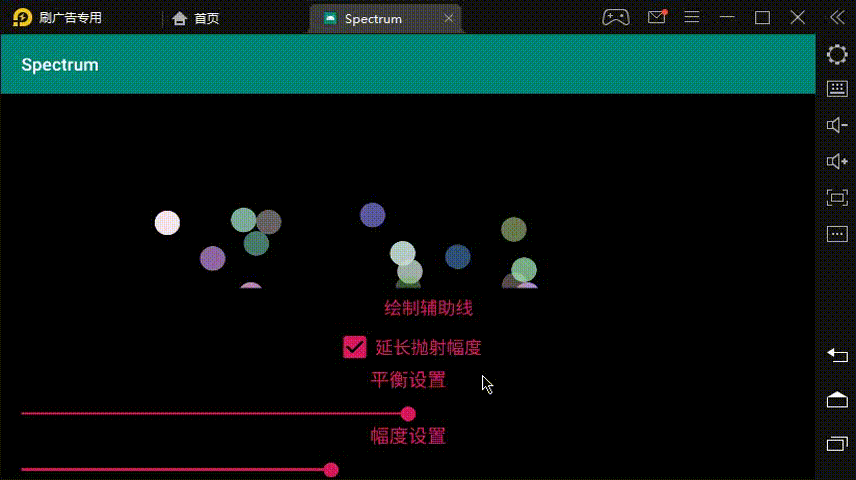 刷广告专用 首页 Spectrum
Spectrum
绘制辅助线
延长抛射幅度
平衡设置
幅度设置